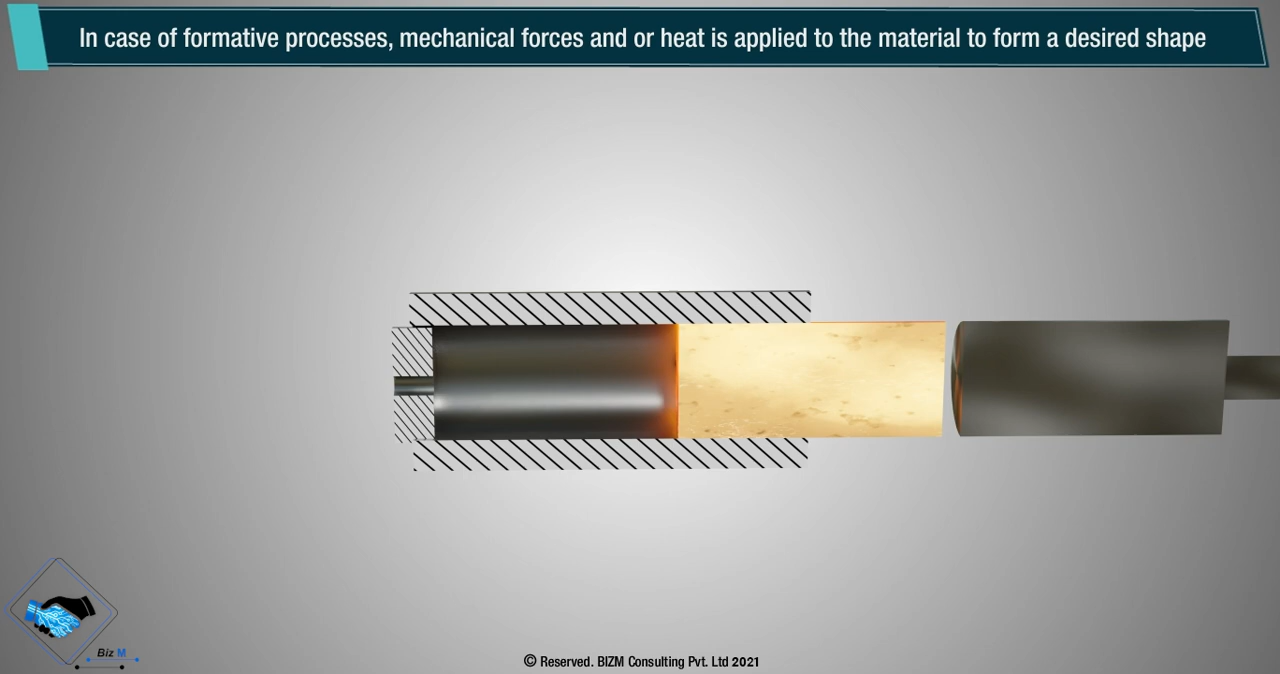 In case of formative processes, mechanical forces and or heat is applied to the material to form a desired shape
Biz M
© Reserved. BIZM Consulting Pvt. Ltd 2021